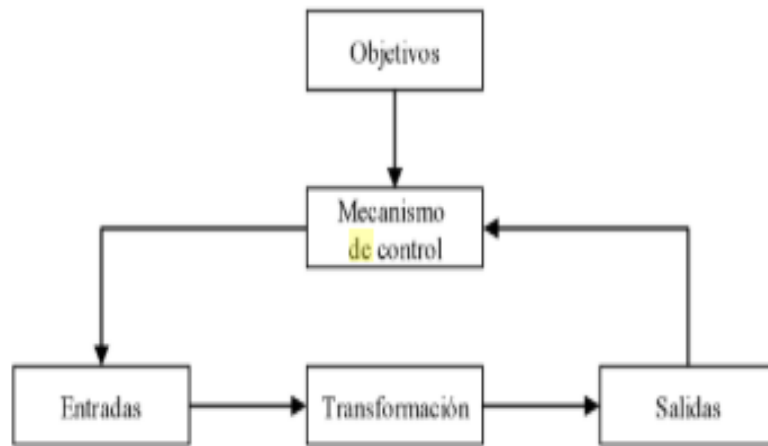 Objetivos
Mecanismo
de control
Entradas
Transformación
Salidas